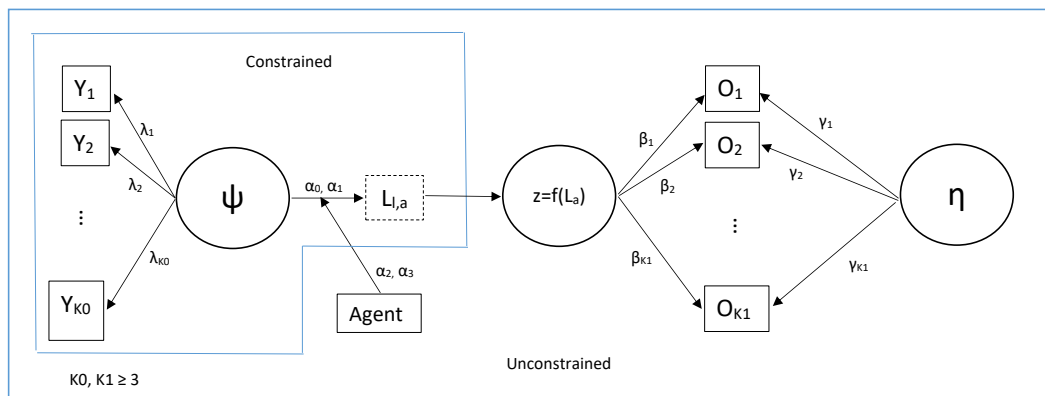 Constrained
Y1
λ1
Y2
λ2
⋮
λK0
YK0
ψ
α0, α1
Ll,a
α2, α3
Agent
z=f(La)
β1
β2
βK1
O1
O2
⋮
OK1
γ1
γ2
γK1
η
Unconstrained
K0, K1 ≥ 3